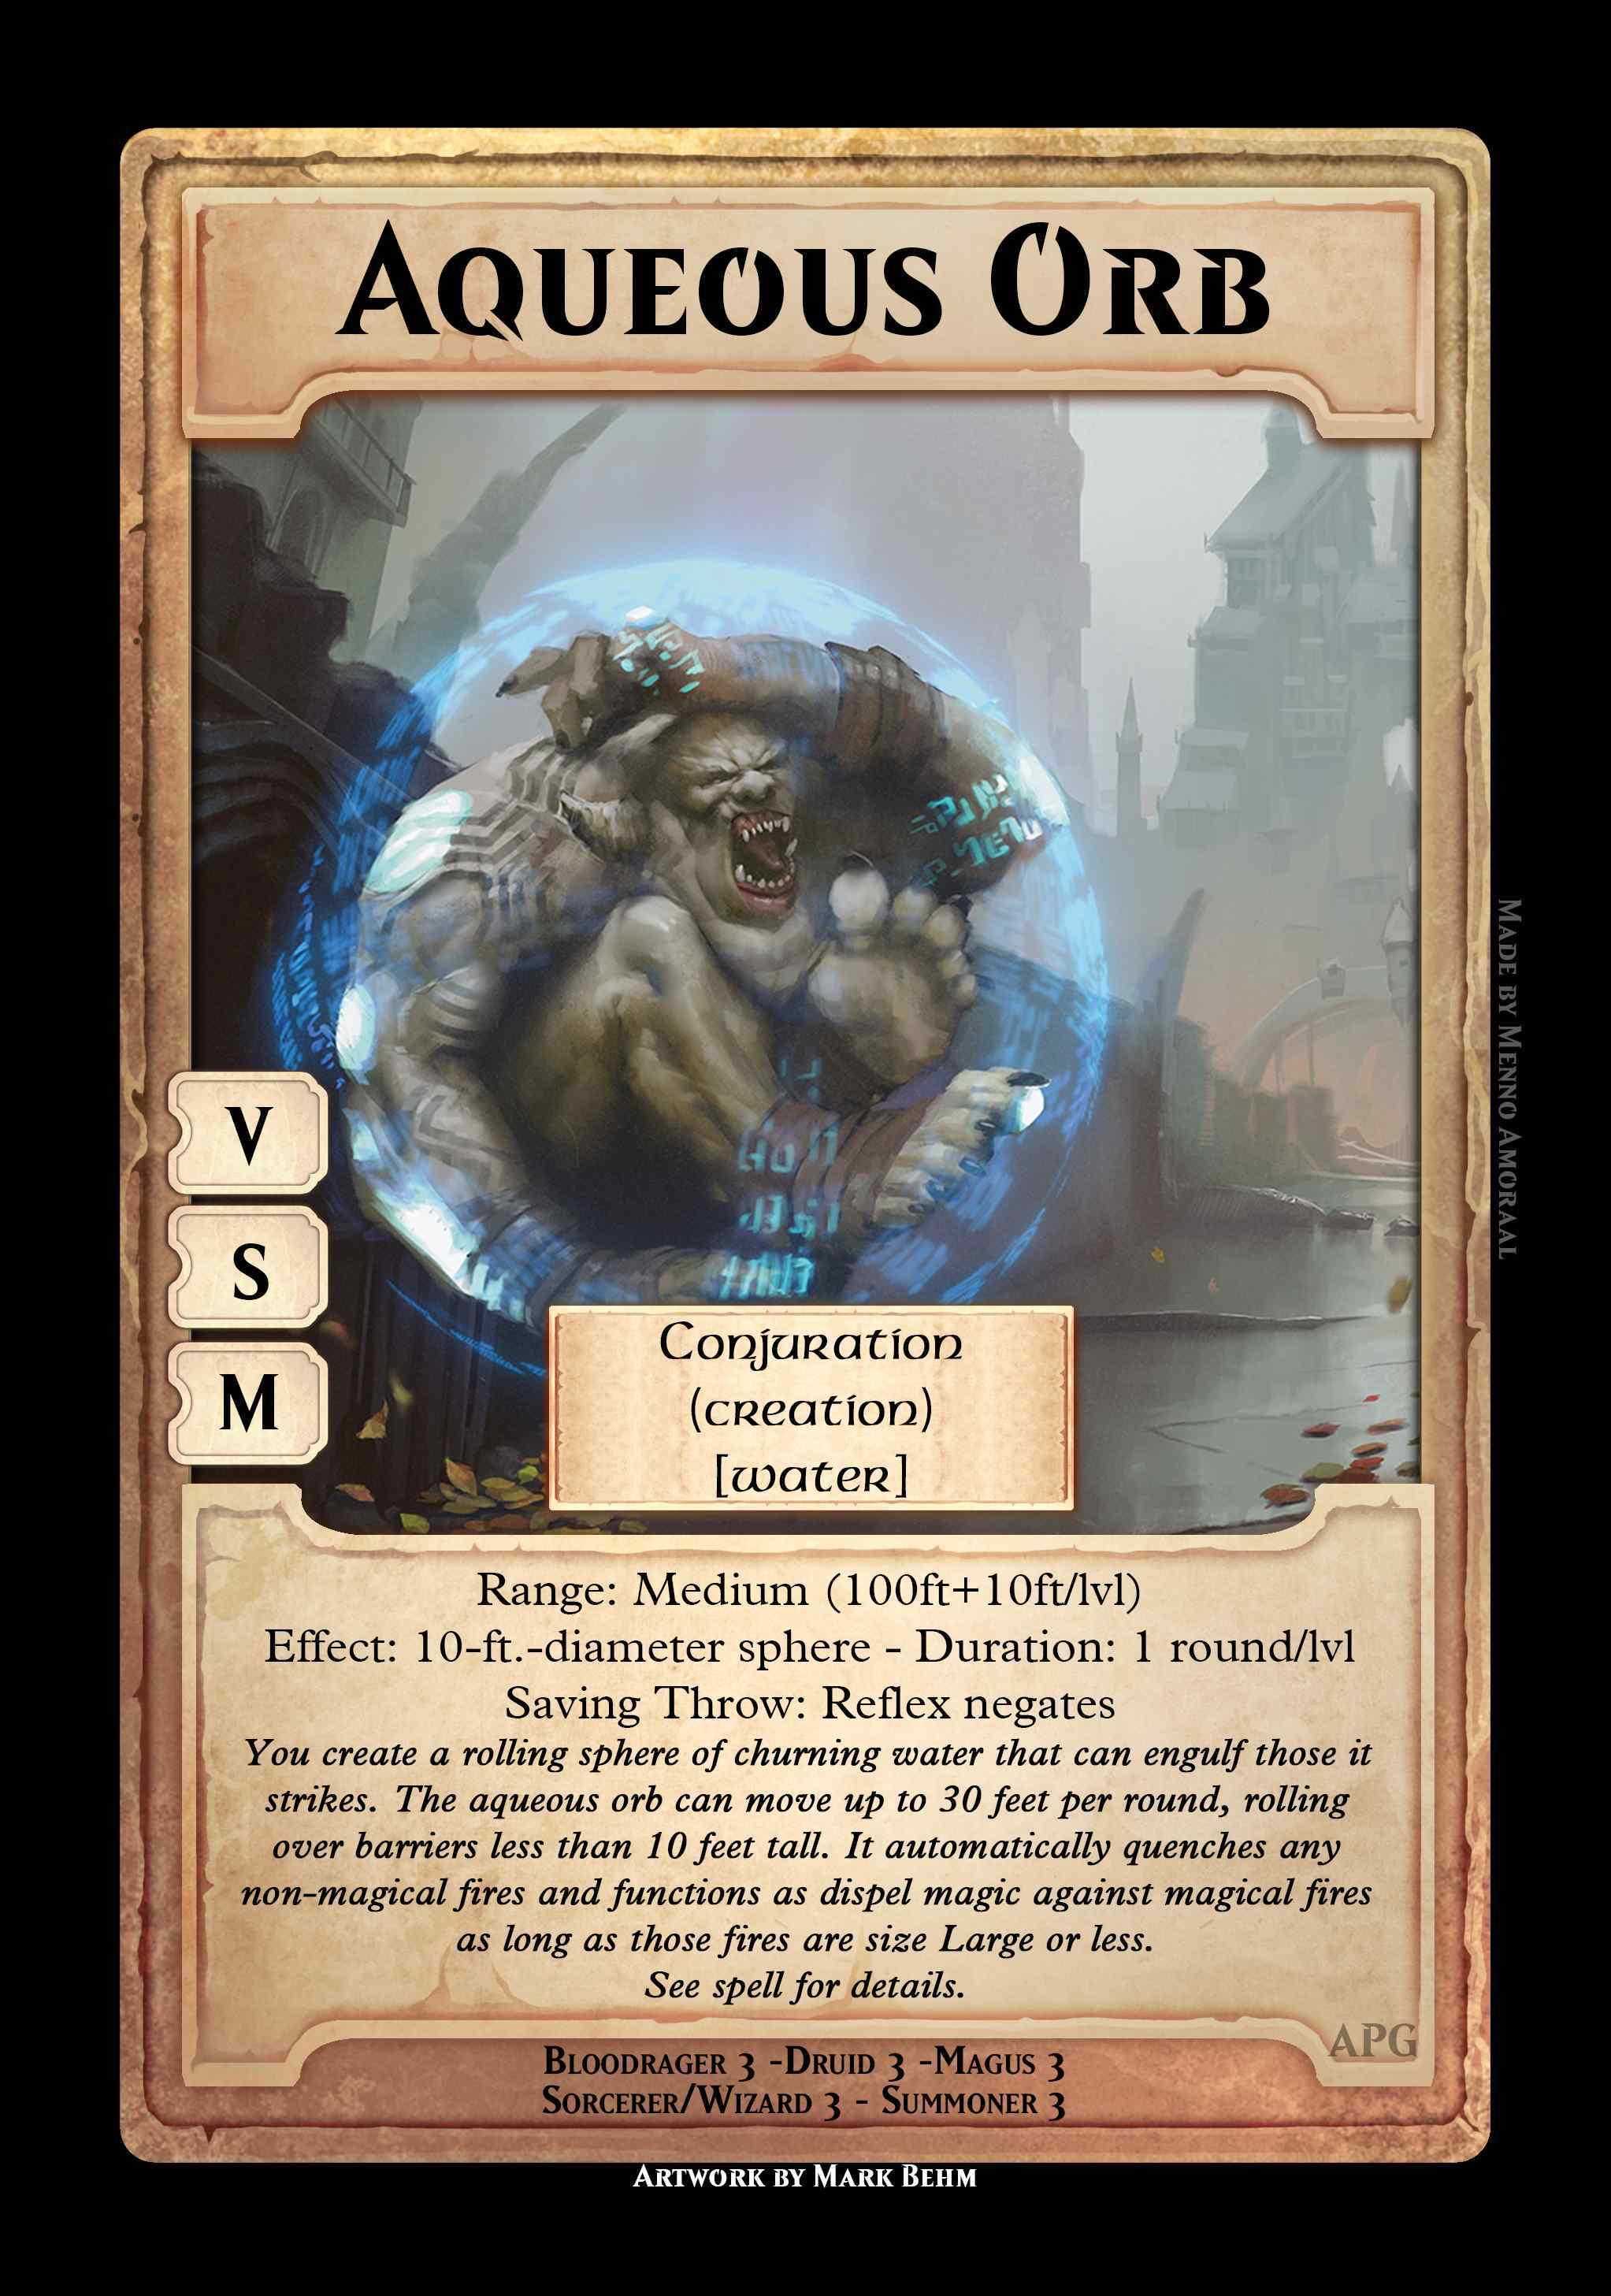 Aqueous Orb
V
S
M
Conjuration
(creation)
[water]
Range: Medium (100ft+10ft/lvl)
Effect: 10-ft.-diameter sphere - Duration: 1 round/lvl
Saving Throw: Reflex negates
You create a rolling sphere of churning water that can engulf those it
strikes. The aqueous orb can move up to 30 feet per round, rolling
over barriers less than 10 feet tall. It automatically quenches any
non-magical fires and functions as dispel magic against magical fires
as long as those fires are size Large or less.
See spell for details.
APG
Bloodrager 3 -Druid 3 -Magus 3
Sorcerer/Wizard 3 - Summoner 3
Artwork by Mark Behm
Made by Menno Amoraal